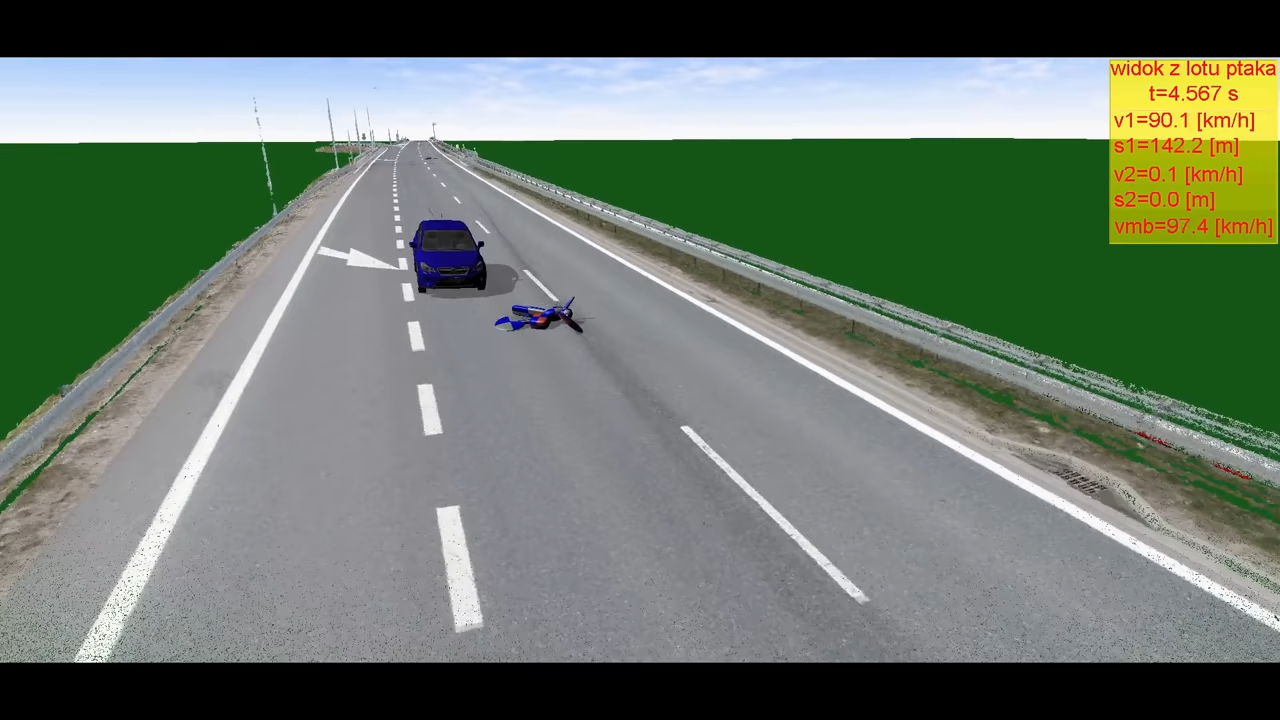 widok z lotu ptaka
t=4.567 s
v1=90.1 [km/h]
s1=142.2 [m]
v2=0.1 [km/h]
s2=0.0 [m]
vmb=97.4 [km/h]